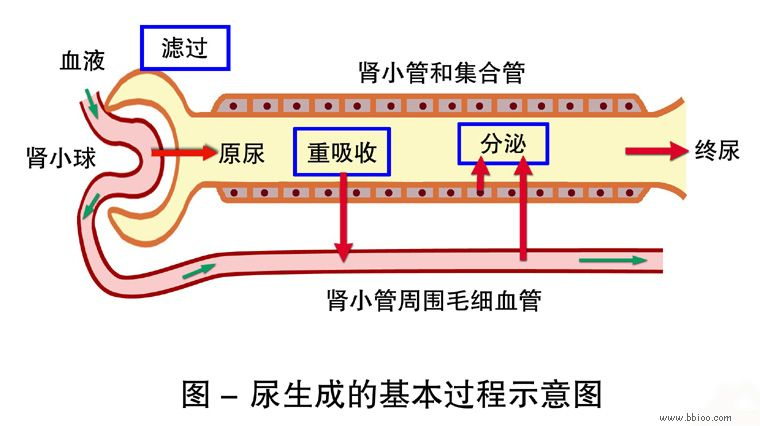 滤过
血液
肾小管和集合管
肾小球
原尿
重吸收
分泌
终尿
肾小管周围毛细血管
图 – 尿生成的基本过程示意图
www.bbioo.com